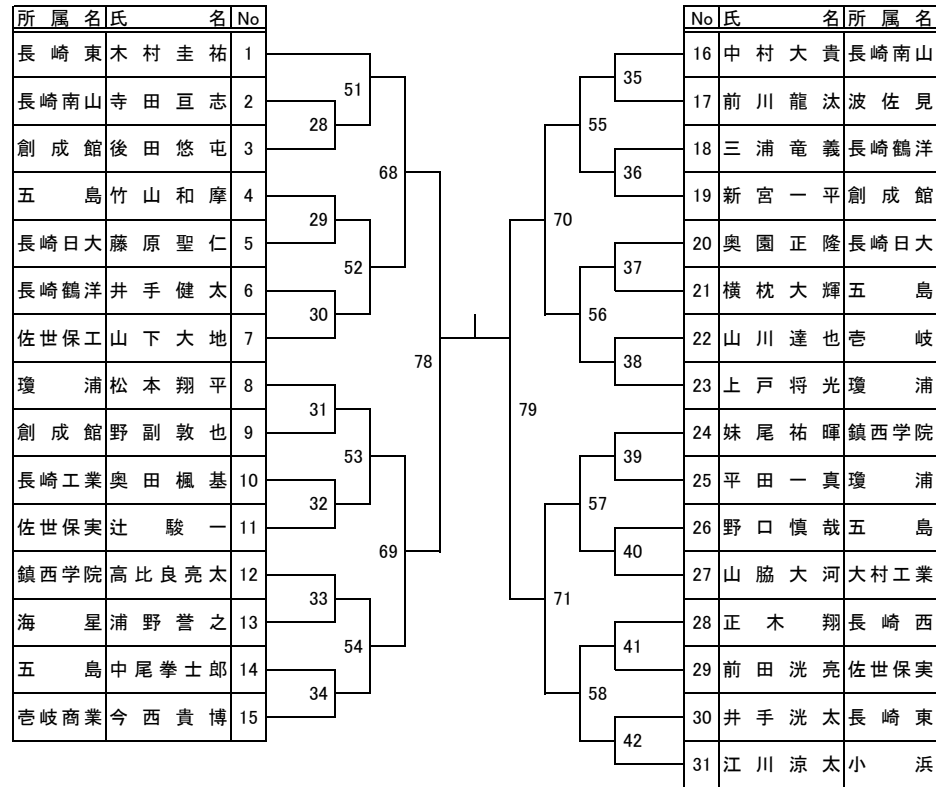 所属名 氏名 No
長崎東 木村圭祐 1
長崎南山 寺田亘志 2
創成館 後田悠屯 3
五島 竹山和摩 4
長崎日大 藤原聖仁 5
長崎鶴洋 井手健太 6
佐世保工 山下大地 7
瓊浦 松本翔平 8
創成館 野副敦也 9
長崎工業 奥田楓基 10
佐世保実 辻駿一 11
鎮西学院 高比良亮太 12
海星 浦野誉之 13
五島 中尾拳士郎 14
壱岐商業 今西貴博 15
28
29
30
31
32
33
34
51
52
53
54
68
69
78
79
70
71
55
56
57
58
35
36
37
38
39
40
41
42
No 氏名 所属名
16 中村大貴 長崎南山
17 前川龍汰 波佐見
18 三浦竜義 長崎鶴洋
19 新宮一平 創成館
20 奥園正隆 長崎日大
21 横枕大輝 五島
22 山川達也 壱岐
23 上戸将光 瓊浦
24 妹尾祐暉 鎮西学院
25 平田一真 瓊浦
26 野口慎哉 五島
27 山脇大河 大村工業
28 正木翔 長崎西
29 前田洸亮 佐世保実
30 井手洸太 長崎東
31 江川涼太 小浜